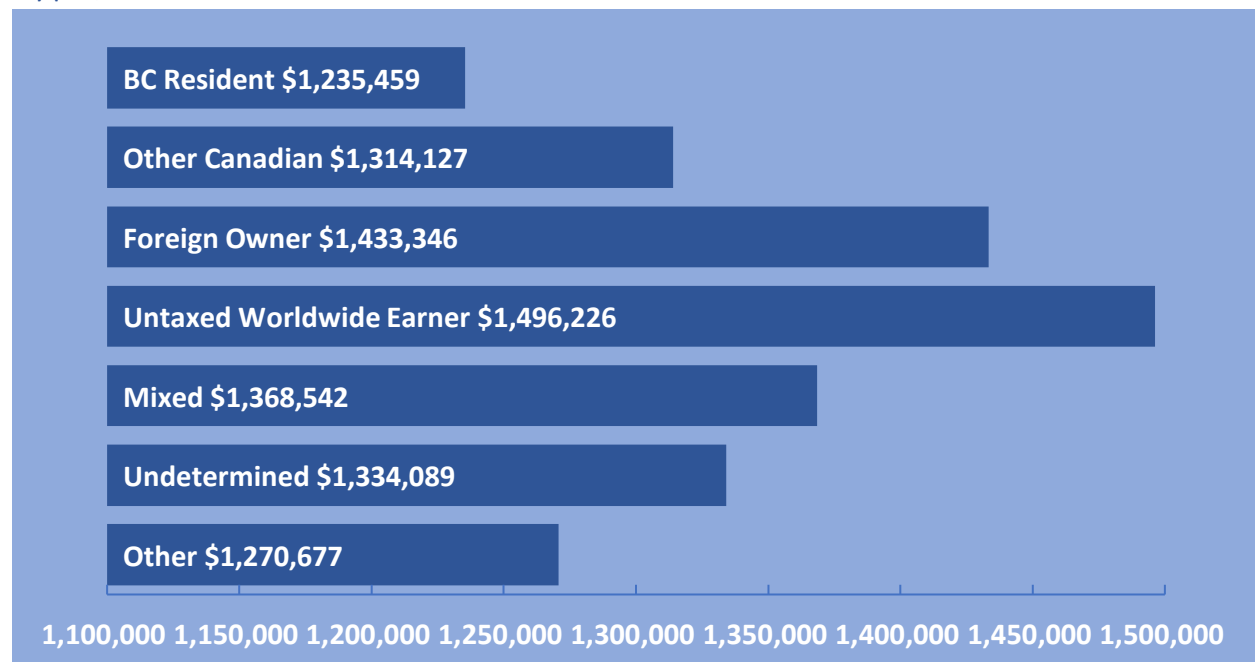 BC Resident $1,235,459
Other Canadian $1,314,127
Foreign Owner $1,433,346
Untaxed Worldwide Earner $1,496,226
Mixed $1,368,542
Undetermined $1,334,089
Other $1,270,677
1,100,000 1,150,000 1,200,000 1,250,000 1,300,000 1,350,000 1,400,000 1,450,000 1,500,000